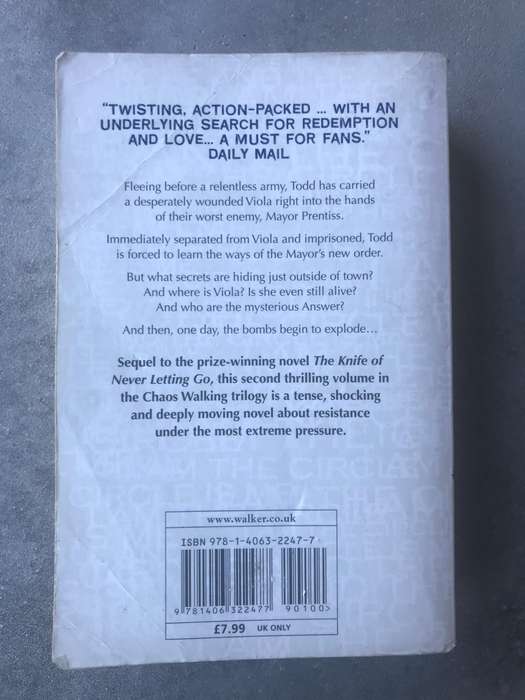 "TWISTING, ACTION-PACKED ... WITH AN
UNDERLYING SEARCH FOR REDEMPTION
AND LOVE... A MUST FOR FANS."
DAILY MAIL
Fleeing before a relentless army, Todd has carried
a desperately wounded Viola right into the hands
of their worst enemy, Mayor Prentiss.
Immediately separated from Viola and imprisoned, Todd
is forced to learn the ways of the Mayor's new order.
But what secrets are hiding just outside of town?
And where is Viola? Is she even still alive?
And who are the mysterious Answer?
And then, one day, the bombs begin to explode...
Sequel to the prize-winning novel The Knife of
Never Letting Go, this second thrilling volume in
the Chaos Walking trilogy is a tense, shocking
and deeply moving novel about resistance
under the most extreme pressure.
www.walker.co.uk
ISBN 978-1-4063-2247-7
9 781406 322477 90100>
£7.99 UK ONLY